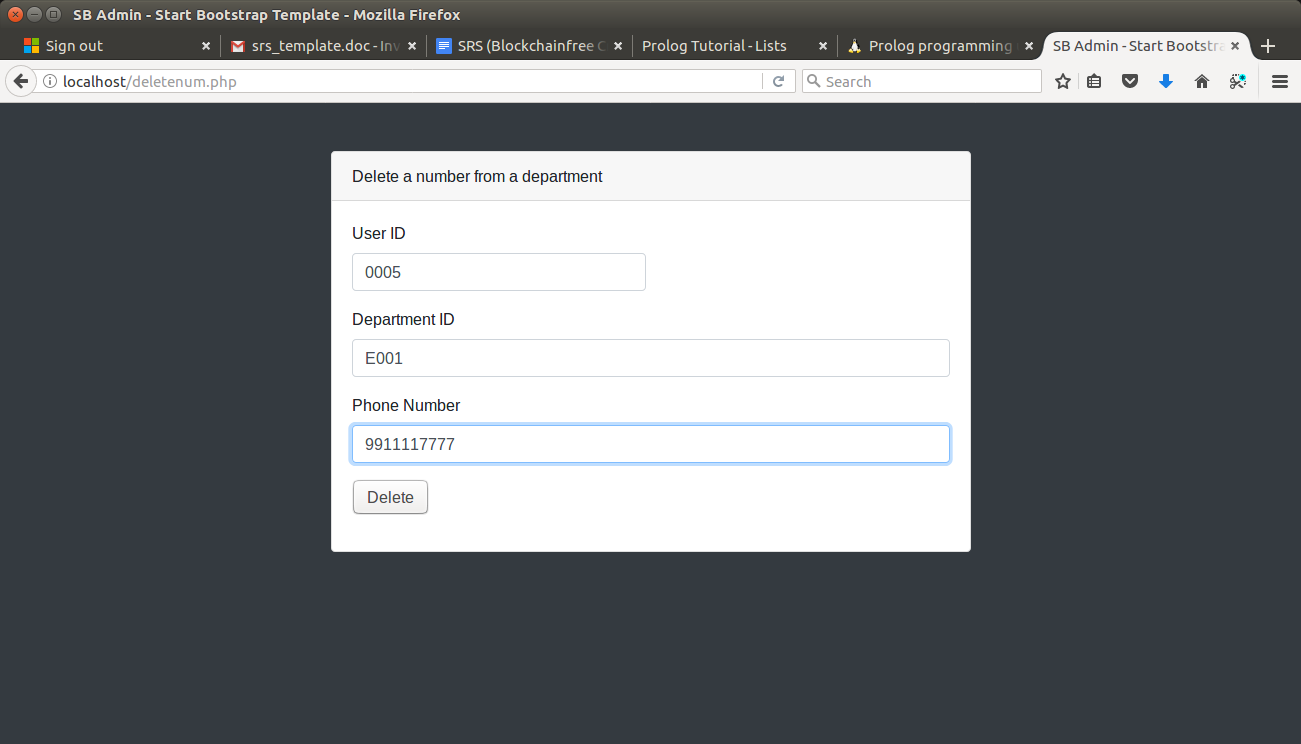 SB Admin - Start Bootstrap Template - Mozilla Firefox
Sign out
srs_template.doc - Inv
SRS (Blockchainfree C
Prolog Tutorial - Lists
Prolog programming
SB Admin - Start Bootstra
localhost/deletenum.php
Search
Delete a number from a department
User ID
0005
Department ID
E001
Phone Number
9911117777
Delete